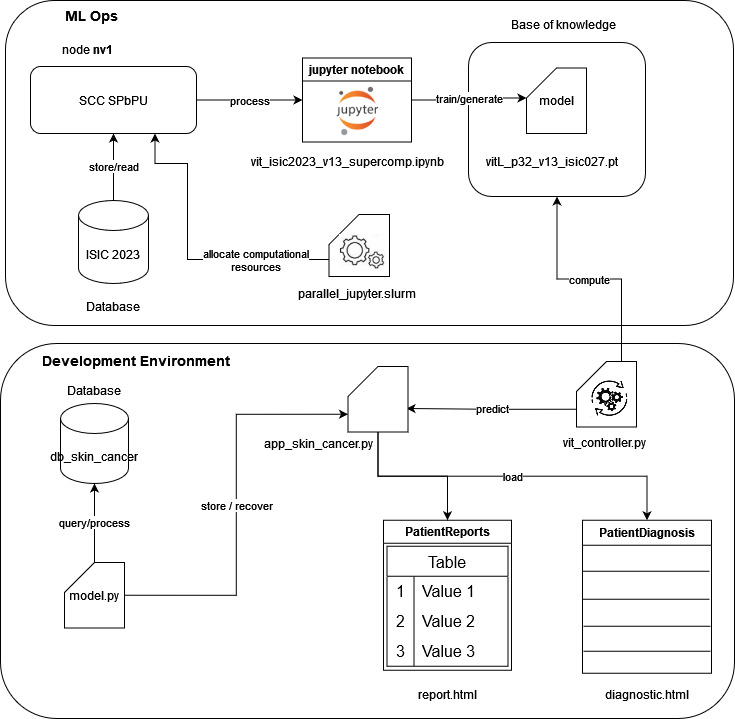 ML Ops
Base of knowledge
node nv1
SCC SPbPU
process
jupyter notebook
jupyter
train/generate
model
vit_isic2023_v13_supercomp.ipynb
vitL_p32_v13_isic027.pt
store/read
ISIC 2023
Database
allocate computational
resources
parallel_jupyter.slurm
compute
Development Environment
Database
db_skin_cancer
query/process
model.py
store / recover
app_skin_cancer.py
predict
vit_controller.py
load
PatientReports
Table
1 Value 1
2 Value 2
3 Value 3
report.html
PatientDiagnosis
diagnostic.html